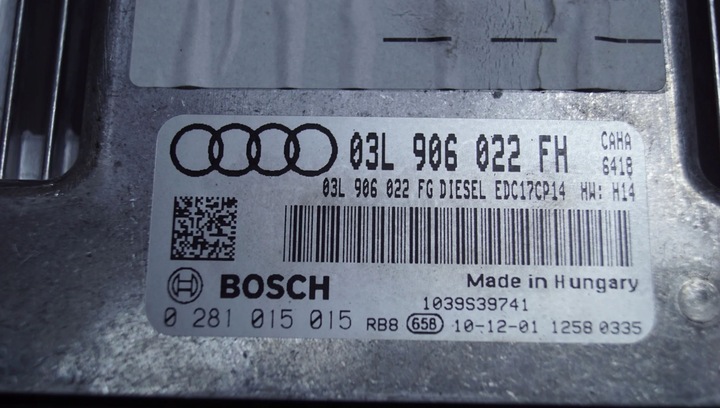 03L 906 022 FH CAHA
6418
03L 906 022 FG DIESEL EDC17CP14 HW: H14
BOSCH
Made in Hungary
1039S39741
0 281 015 015 RB8 658 10-12-01 1258 0335